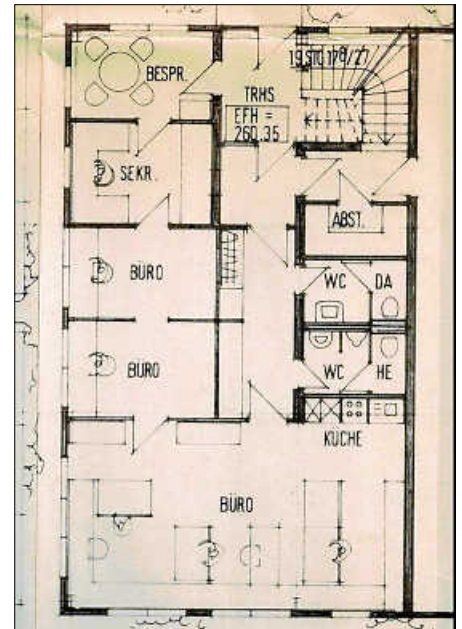 BESPR.
TRHS
EFH =
260.35
SEKR.
ABST.
BÜRO
WC
DA
BÜRO
WC
HE
KÜCHE
BÜRO